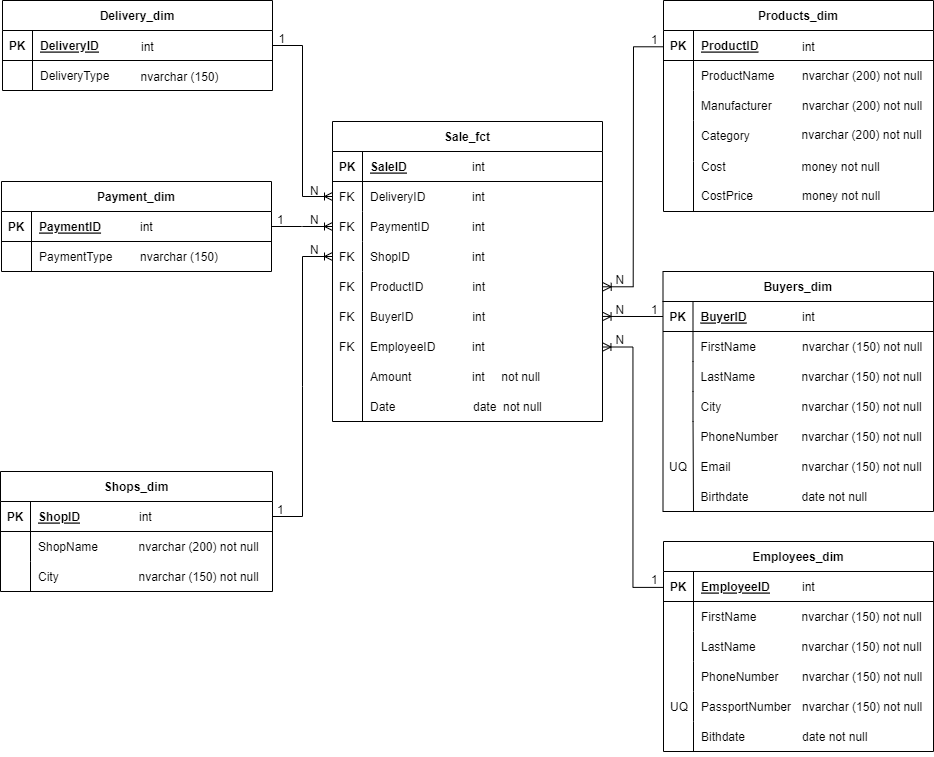 Delivery_dim
PK DeliveryID int
DeliveryType nvarchar (150)
1
N
Payment_dim
PK PaymentID int
PaymentType nvarchar (150)
1
N
Shops_dim
PK ShopID int
ShopName nvarchar (200) not null
City nvarchar (150) not null
1
N
Sale_fct
PK SaleID int
FK DeliveryID int
FK PaymentID int
FK ShopID int
FK ProductID int
FK BuyerID int
FK EmployeeID int
Amount int not null
Date date not null
N
1
N
1
N
1
Products_dim
PK ProductID int
ProductName nvarchar (200) not null
Manufacturer nvarchar (200) not null
Category nvarchar (200) not null
Cost money not null
CostPrice money not null
Buyers_dim
PK BuyerID int
FirstName nvarchar (150) not null
LastName nvarchar (150) not null
City nvarchar (150) not null
PhoneNumber nvarchar (150) not null
UQ Email nvarchar (150) not null
Birthdate date not null
Employees_dim
PK EmployeeID int
FirstName nvarchar (150) not null
LastName nvarchar (150) not null
PhoneNumber nvarchar (150) not null
UQ PassportNumber nvarchar (150) not null
Bithdate date not null